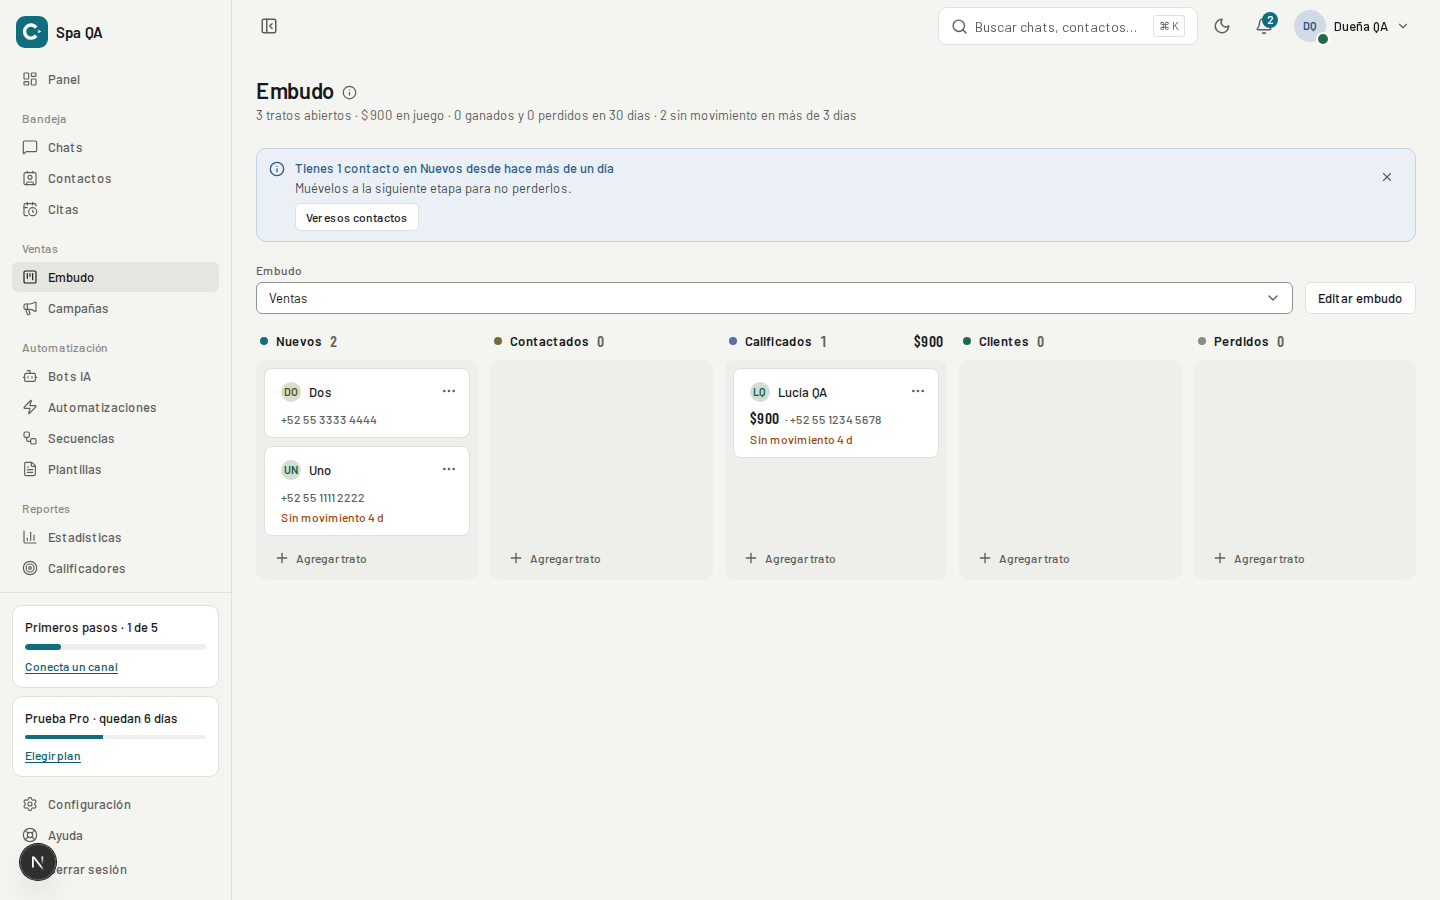 Spa QA
Buscar chats, contactos...
⌘ K
2
DQ
Dueña QA
Panel
Bandeja
Chats
Contactos
Citas
Ventas
Embudo
Campañas
Automatización
Bots IA
Automatizaciones
Secuencias
Plantillas
Reportes
Estadísticas
Calificadores
Primeros pasos · 1 de 5
Conecta un canal
Prueba Pro · quedan 6 días
Elegir plan
Configuración
Ayuda
N
errar sesión
Embudo
3 tratos abiertos · $900 en juego · 0 ganados y 0 perdidos en 30 días · 2 sin movimiento en más de 3 días
Tienes 1 contacto en Nuevos desde hace más de un día
Muévelos a la siguiente etapa para no perderlos.
Ver esos contactos
Embudo
Ventas
Editar embudo
Nuevos 2
DO Dos
+52 55 3333 4444
UN Uno
+52 55 1111 2222
Sin movimiento 4 d
Agregar trato
Contactados 0
Agregar trato
Calificados 1 $900
LQ Lucía QA
$900 · +52 55 1234 5678
Sin movimiento 4 d
Agregar trato
Clientes 0
Agregar trato
Perdidos 0
Agregar trato